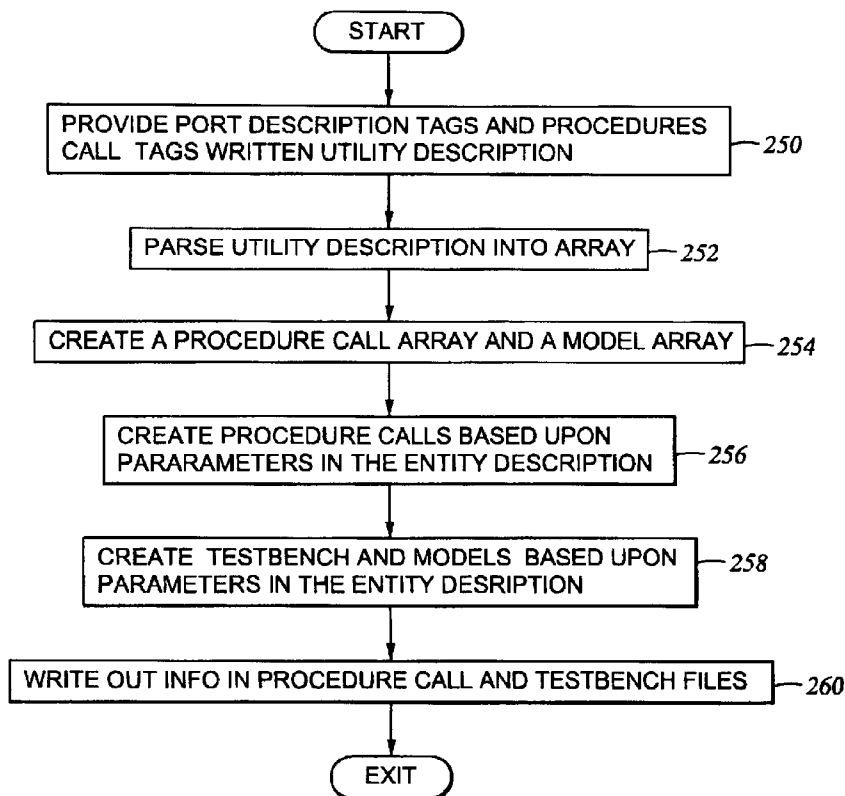 START
PROVIDE PORT DESCRIPTION TAGS AND PROCEDURES
CALL TAGS WRITTEN UTILITY DESCRIPTION
250
PARSE UTILITY DESCRIPTION INTO ARRAY
252
CREATE A PROCEDURE CALL ARRAY AND A MODEL ARRAY
254
CREATE PROCEDURE CALLS BASED UPON
PARARAMETERS IN THE ENTITY DESCRIPTION
256
CREATE TESTBENCH AND MODELS BASED UPON
PARAMETERS IN THE ENTITY DESRIPTION
258
WRITE OUT INFO IN PROCEDURE CALL AND TESTBENCH FILES
260
EXIT